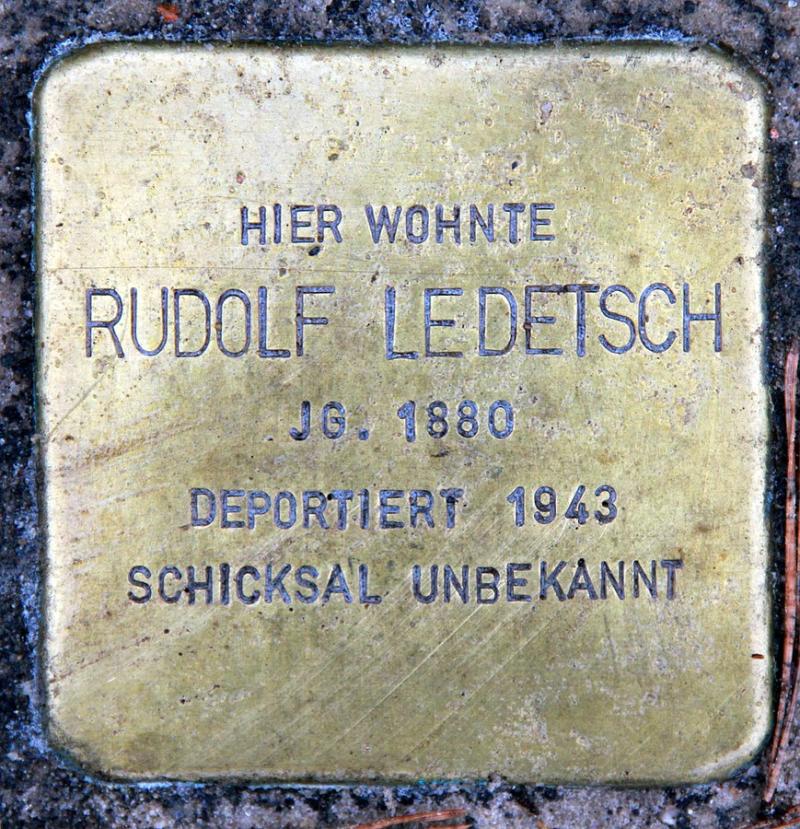 HIER WOHNTE
RUDOLF LEDETSCH
JG. 1880
DEPORTIERT 1943
SCHICKSAL UNBEKANNT